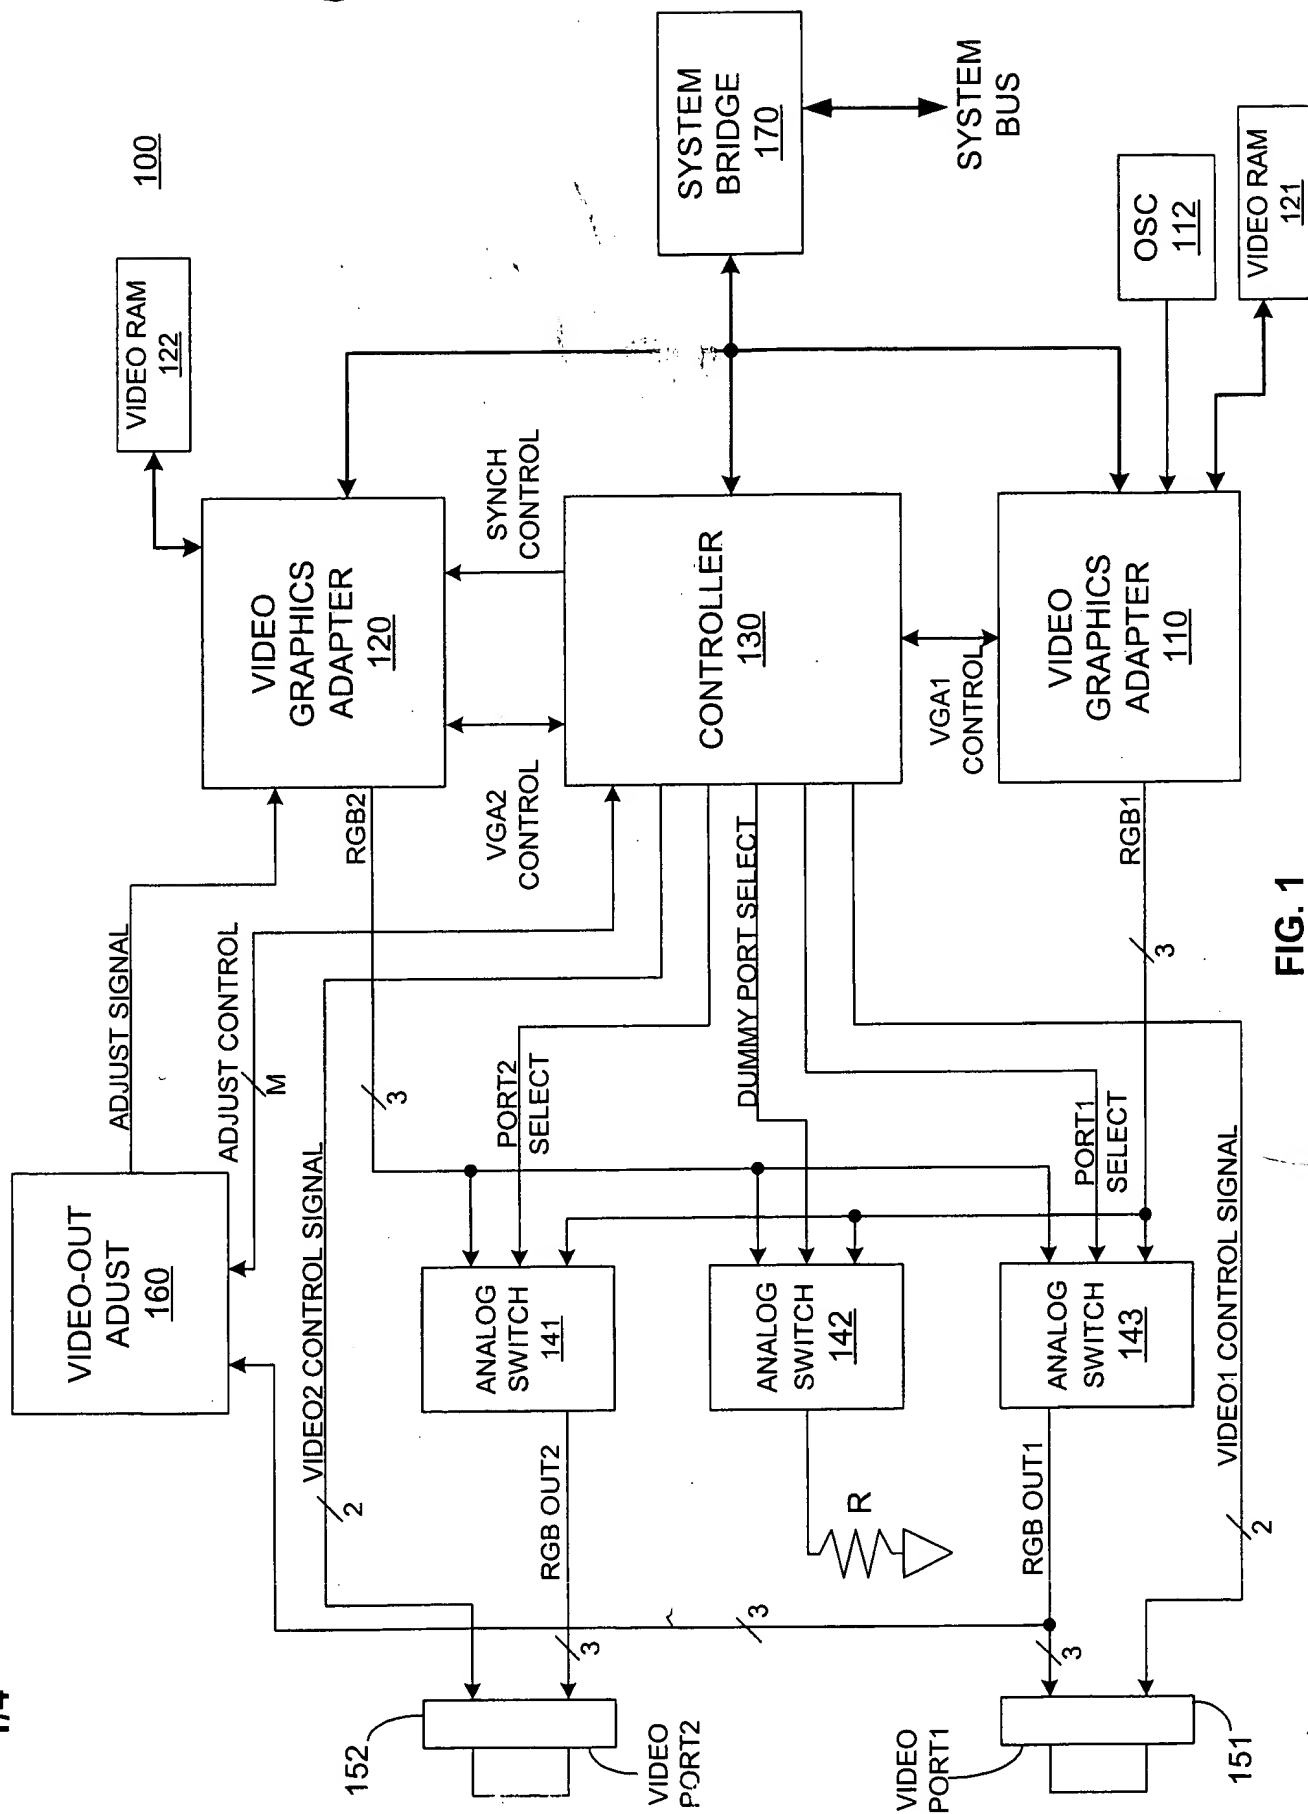 1/4
100
VIDEO-OUT
ADUST
160
ADJUST SIGNAL
ADJUST CONTROL
M
VIDEO RAM
122
VIDEO
GRAPHICS
ADAPTER
120
RGB2
3
VGA2
CONTROL
SYNCH
CONTROL
152
VIDEO
PORT2
VIDEO2 CONTROL SIGNAL
2
RGB OUT2
3
PORT2
SELECT
ANALOG
SWITCH
141
CONTROLLER
130
SYSTEM
BRIDGE
170
SYSTEM
BUS
DUMMY PORT SELECT
ANALOG
SWITCH
142
R
3
VGA1
CONTROL
PORT1
SELECT
ANALOG
SWITCH
143
RGB OUT1
3
VIDEO
PORT1
151
VIDEO1 CONTROL SIGNAL
2
RGB1
3
VIDEO
GRAPHICS
ADAPTER
110
OSC
112
VIDEO RAM
121
FIG. 1